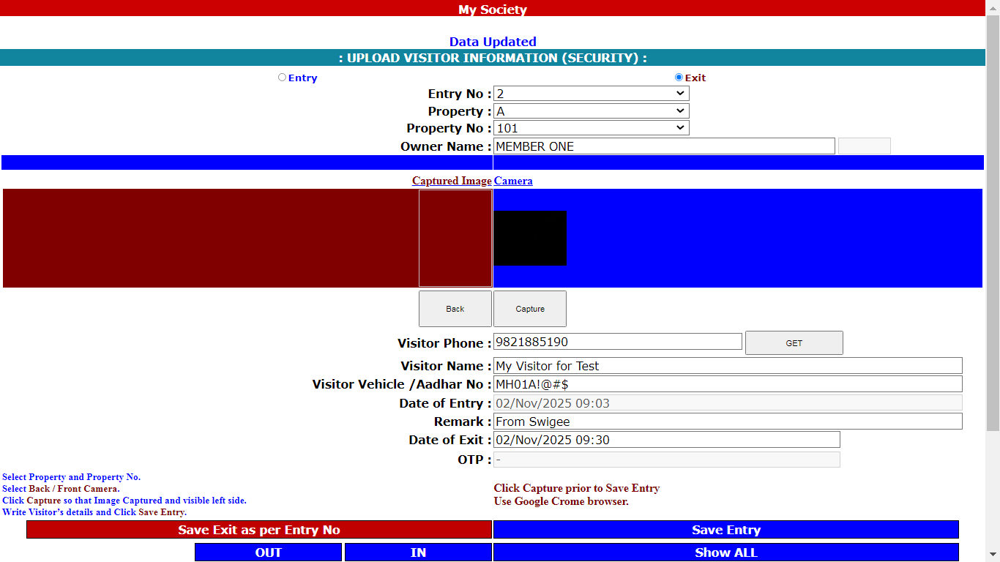 My Society
Data Updated
: UPLOAD VISITOR INFORMATION (SECURITY) :
Entry Exit
Entry No : 2
Property : A
Property No : 101
Owner Name : MEMBER ONE
Captured Image Camera
Back Capture
Visitor Phone : 9821885190 GET
Visitor Name : My Visitor for Test
Visitor Vehicle /Aadhar No : MH01A!@#$
Date of Entry : 02/Nov/2025 09:03
Remark : From Swigee
Date of Exit : 02/Nov/2025 09:30
OTP : -
Select Property and Property No.
Select Back / Front Camera.
Click Capture so that Image Captured and visible left side.
Write Visitor’s details and Click Save Entry.
Click Capture prior to Save Entry
Use Google Crome browser.
Save Exit as per Entry No Save Entry
OUT IN Show ALL